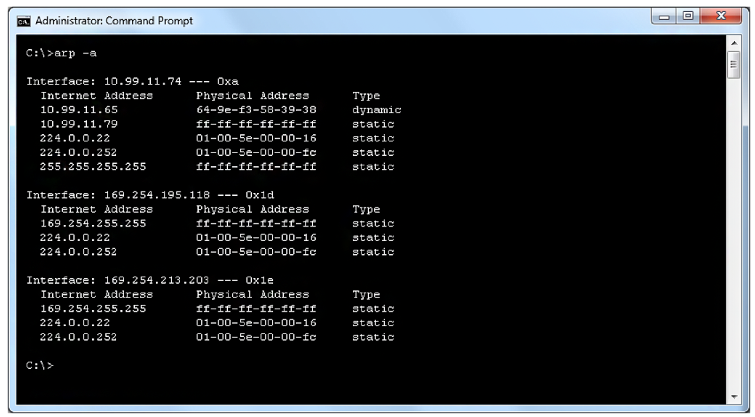 Administrator: Command Prompt
C:\>arp -a
Interface: 10.99.11.74 --- 0xa
Internet Address Physical Address Type
10.99.11.65 64-9e-f3-58-39-38 dynamic
10.99.11.79 ff-ff-ff-ff-ff-ff static
224.0.0.22 01-00-5e-00-00-16 static
224.0.0.252 01-00-5e-00-00-fc static
255.255.255.255 ff-ff-ff-ff-ff-ff static
Interface: 169.254.195.118 --- 0x1d
Internet Address Physical Address Type
169.254.255.255 ff-ff-ff-ff-ff-ff static
224.0.0.22 01-00-5e-00-00-16 static
224.0.0.252 01-00-5e-00-00-fc static
Interface: 169.254.213.203 --- 0x1e
Internet Address Physical Address Type
169.254.255.255 ff-ff-ff-ff-ff-ff static
224.0.0.22 01-00-5e-00-00-16 static
224.0.0.252 01-00-5e-00-00-fc static
C:\>